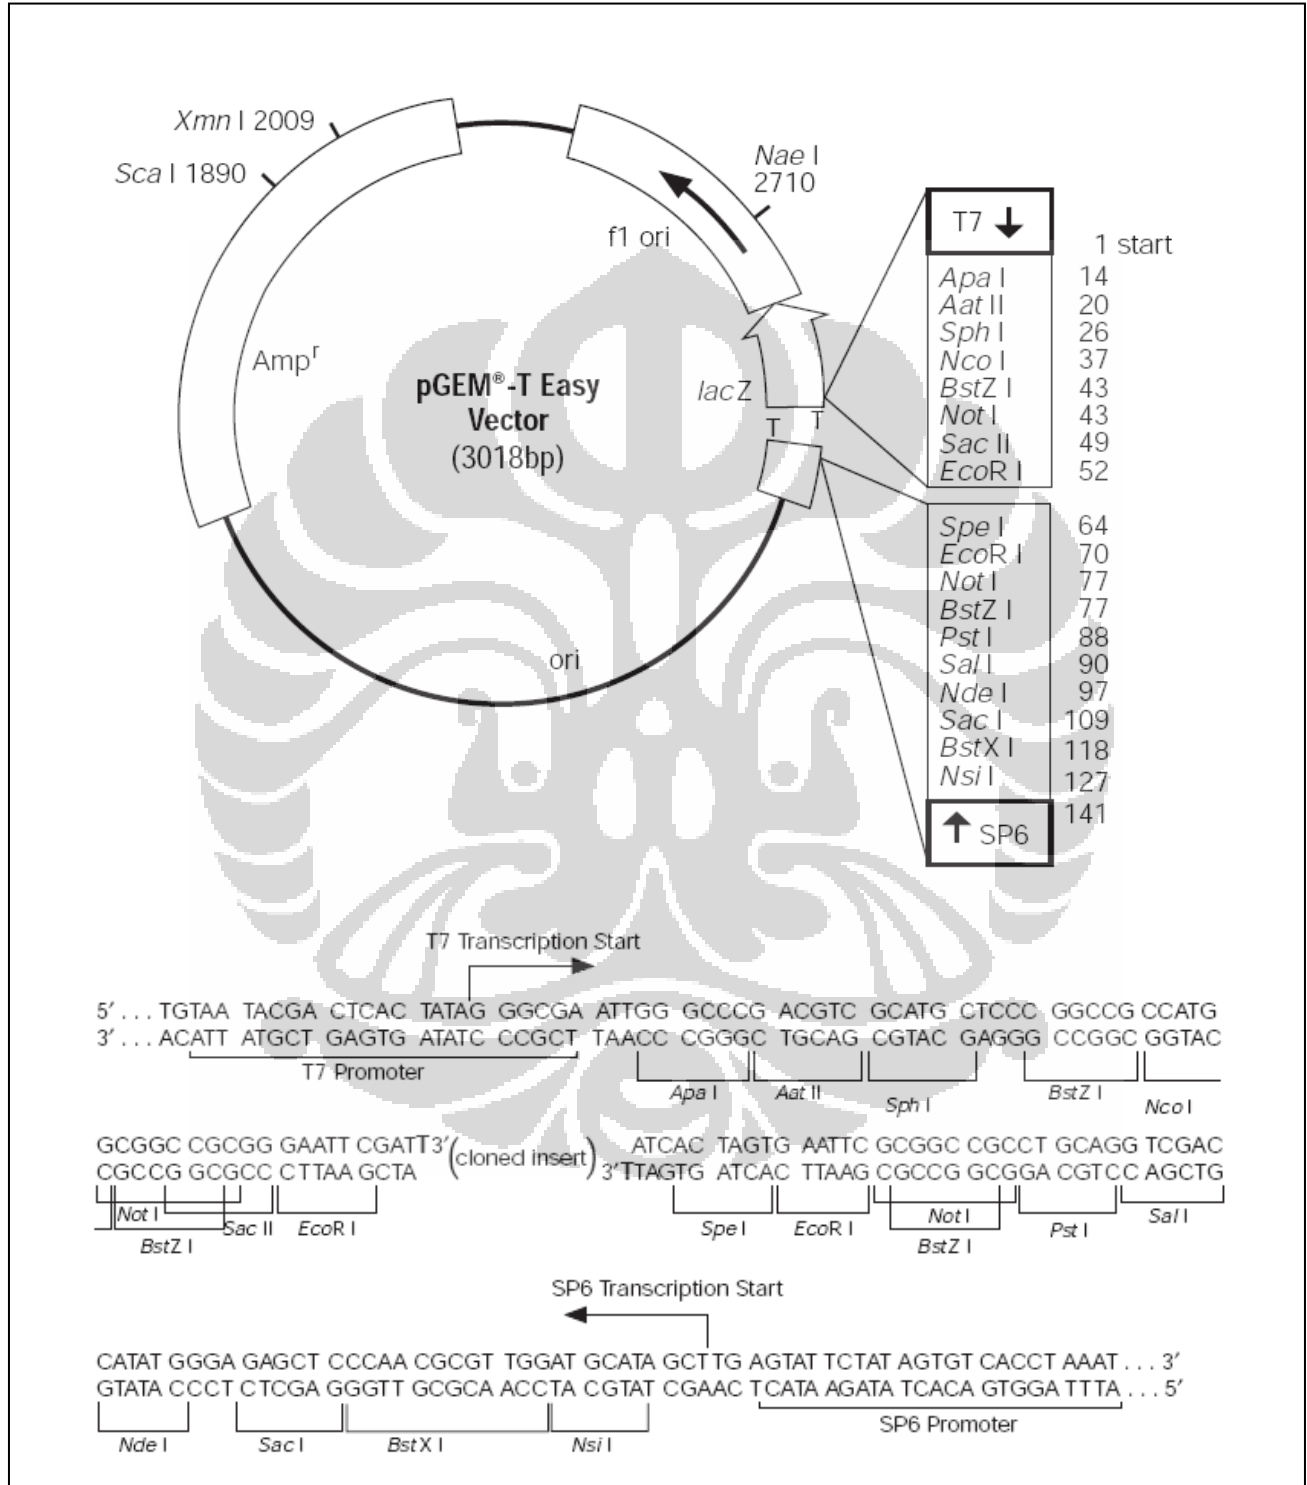 Xmn I 2009
Sca I 1890
Nae I
2710
f1 ori
Ampr
pGEM®-T Easy
Vector
(3018bp)
lacZ
T
T
ori
T7 ↓
1 start
Apa I 14
Aat II 20
Sph I 26
Nco I 37
BstZ I 43
Not I 43
Sac II 49
EcoR I 52
Spe I 64
EcoR I 70
Not I 77
BstZ I 77
Pst I 88
Sal I 90
Nde I 97
Sac I 109
BstX I 118
Nsi I 127
141
↑ SP6
T7 Transcription Start
5′ . . . TGTAA TACGA CTCAC TATAG GGCGA ATTGG GCCCG ACGTC GCATG CTCCC GGCCG CCATG
3′ . . . ACATT ATGCT GAGTG ATATC CCGCT TAACC CGGGC TGCAG CGTAC GAGGG CCGGC GGTAC
T7 Promoter
Apa I Aat II Sph I BstZ I Nco I
GCGGC CGCGG GAATT CGATT3′ (cloned insert) ATCAC TAGTG AATTC GCGGC CGCCT GCAGG TCGAC
CGCCG GCGCC CTTAA GCTA 3′TTAGTG ATCAC TTAAG CGCCG GCGGA CGTCC AGCTG
Not I Sac II EcoR I Spe I EcoR I Not I Pst I Sal I
BstZ I BstZ I
SP6 Transcription Start
CATAT GGGA GAGCT CCCAA CGCGT TGGAT GCATA GCTTG AGTAT TCTAT AGTGT CACCT AAAT . . . 3′
GTATA CCCT CTCGA GGGTT GCGCA ACCTA CGTAT CGAAC TCATA AGATA TCACA GTGGA TTTA . . . 5′
SP6 Promoter
Nde I Sac I BstX I Nsi I